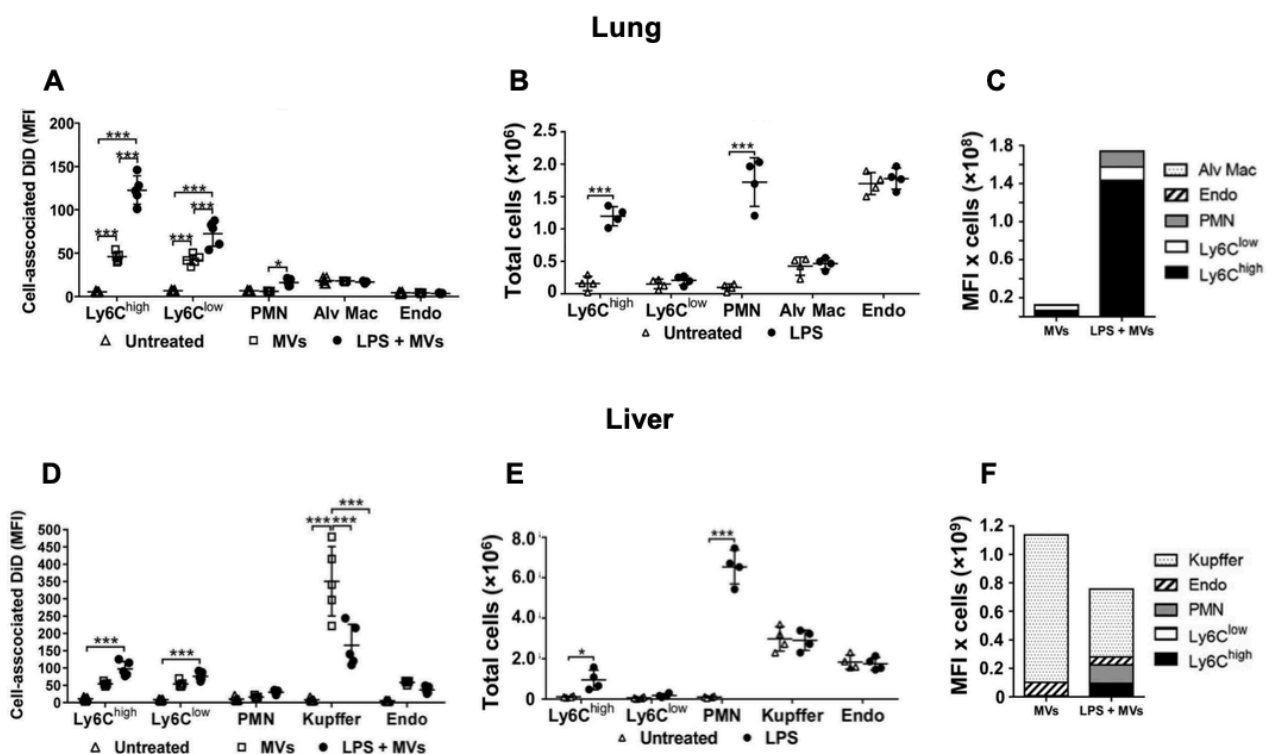 Lung
A
Cell-asscociated DiD (MFI
200
150
100
50
0
***
***
***
***
***
***
*
Ly6Chigh Ly6Clow PMN Alv Mac Endo
△ Untreated □ MVs ● LPS + MVs
B
Total cells (×10⁶)
2.5
2.0
1.5
1.0
0.5
0
***
***
Ly6Chigh Ly6Clow PMN Alv Mac Endo
△ Untreated ● LPS
C
MFI x cells (×10⁸)
1.8
1.4
1.0
0.6
0.2
MVs LPS + MVs
Alv Mac
Endo
PMN
Ly6Clow
Ly6Chigh
Liver
D
Cell-asscociated DiD (MFI)
500
450
400
350
300
250
200
150
100
50
0
***
***
***
***
***
Ly6Chigh Ly6Clow PMN Kupffer Endo
△ Untreated □ MVs ● LPS + MVs
E
Total cells (×10⁶)
8.0
6.0
4.0
2.0
0
*
***
Ly6Chigh Ly6Clow PMN Kupffer Endo
△ Untreated ● LPS
F
MFI x cells (×10⁹)
1.2
1.0
0.8
0.6
0.4
0.2
0
MVs LPS + MVs
Kupffer
Endo
PMN
Ly6Clow
Ly6Chigh